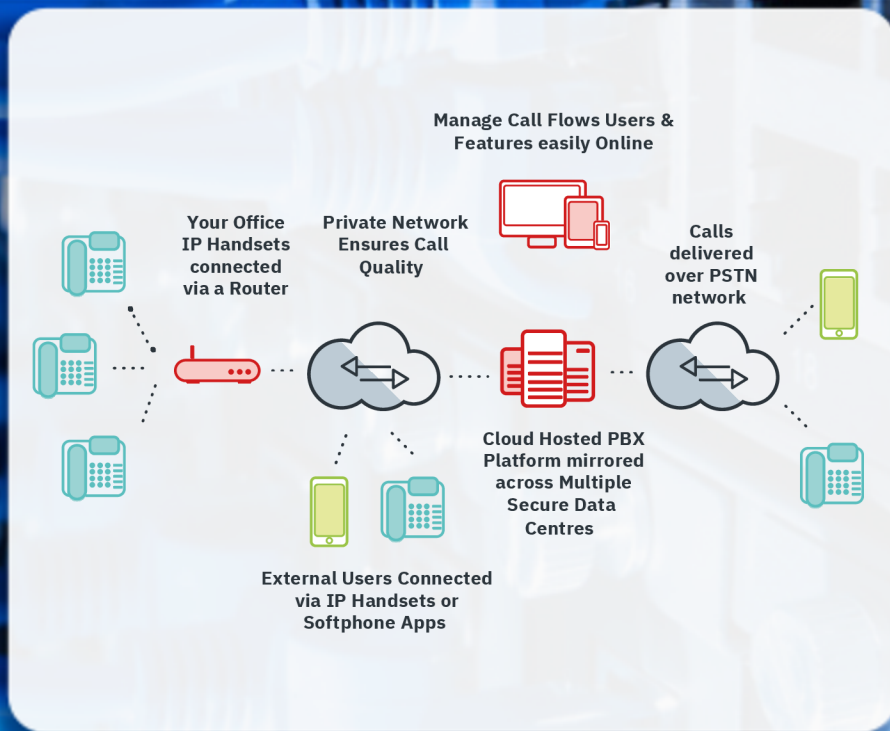 Manage Call Flows Users &
Features easily Online
Your Office
IP Handsets
connected
via a Router
Private Network
Ensures Call
Quality
Calls
delivered
over PSTN
network
Cloud Hosted PBX
Platform mirrored
across Multiple
Secure Data
Centres
External Users Connected
via IP Handsets or
Softphone Apps